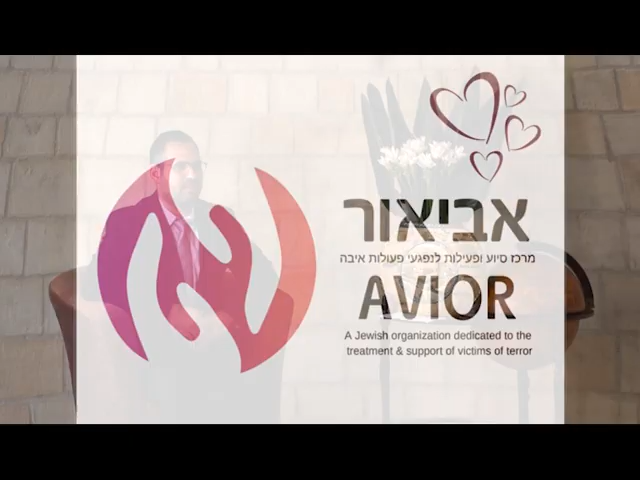 אביאור
מרכז סיוע ופעילות לנפגעי פעולות איבה
AVIOR
A Jewish organization dedicated to the
treatment & support of victims of terror